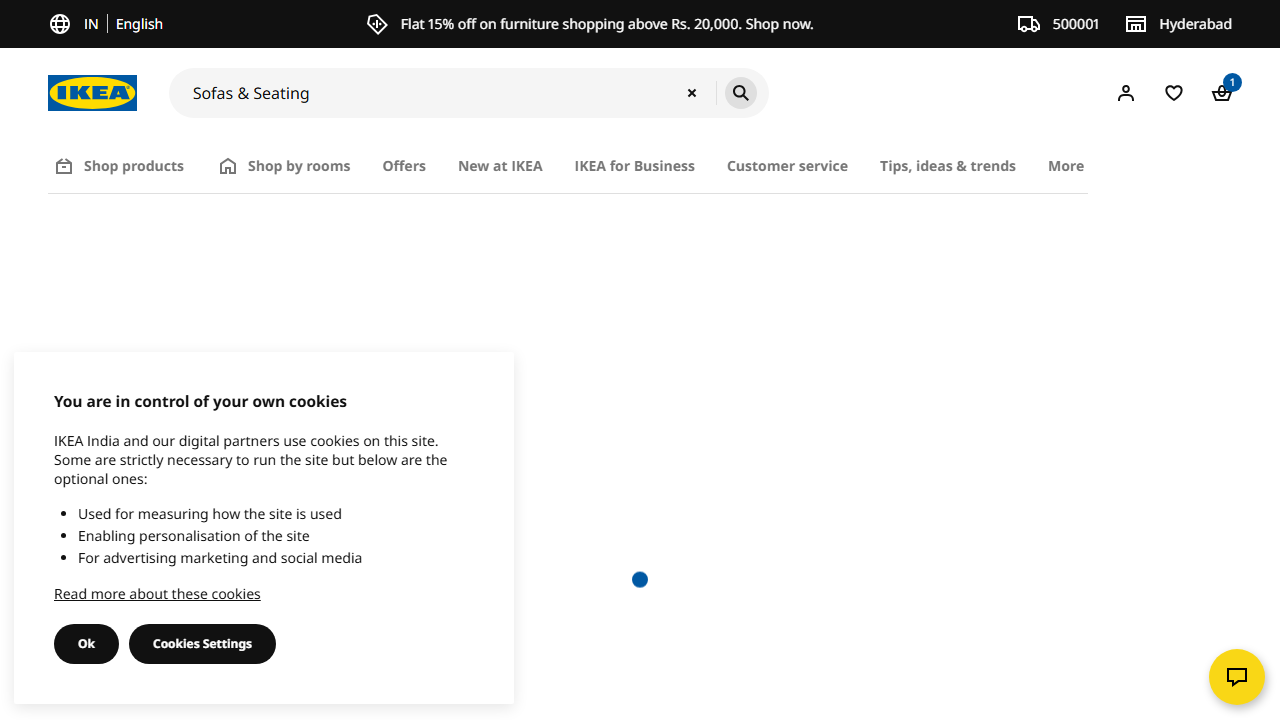 IN | English
Flat 15% off on furniture shopping above Rs. 20,000. Shop now.
500001
Hyderabad
IKEA
Sofas & Seating
1
Shop products
Shop by rooms
Offers
New at IKEA
IKEA for Business
Customer service
Tips, ideas & trends
More
You are in control of your own cookies
IKEA India and our digital partners use cookies on this site.
Some are strictly necessary to run the site but below are the
optional ones:
• Used for measuring how the site is used
• Enabling personalisation of the site
• For advertising marketing and social media
Read more about these cookies
Ok
Cookies Settings